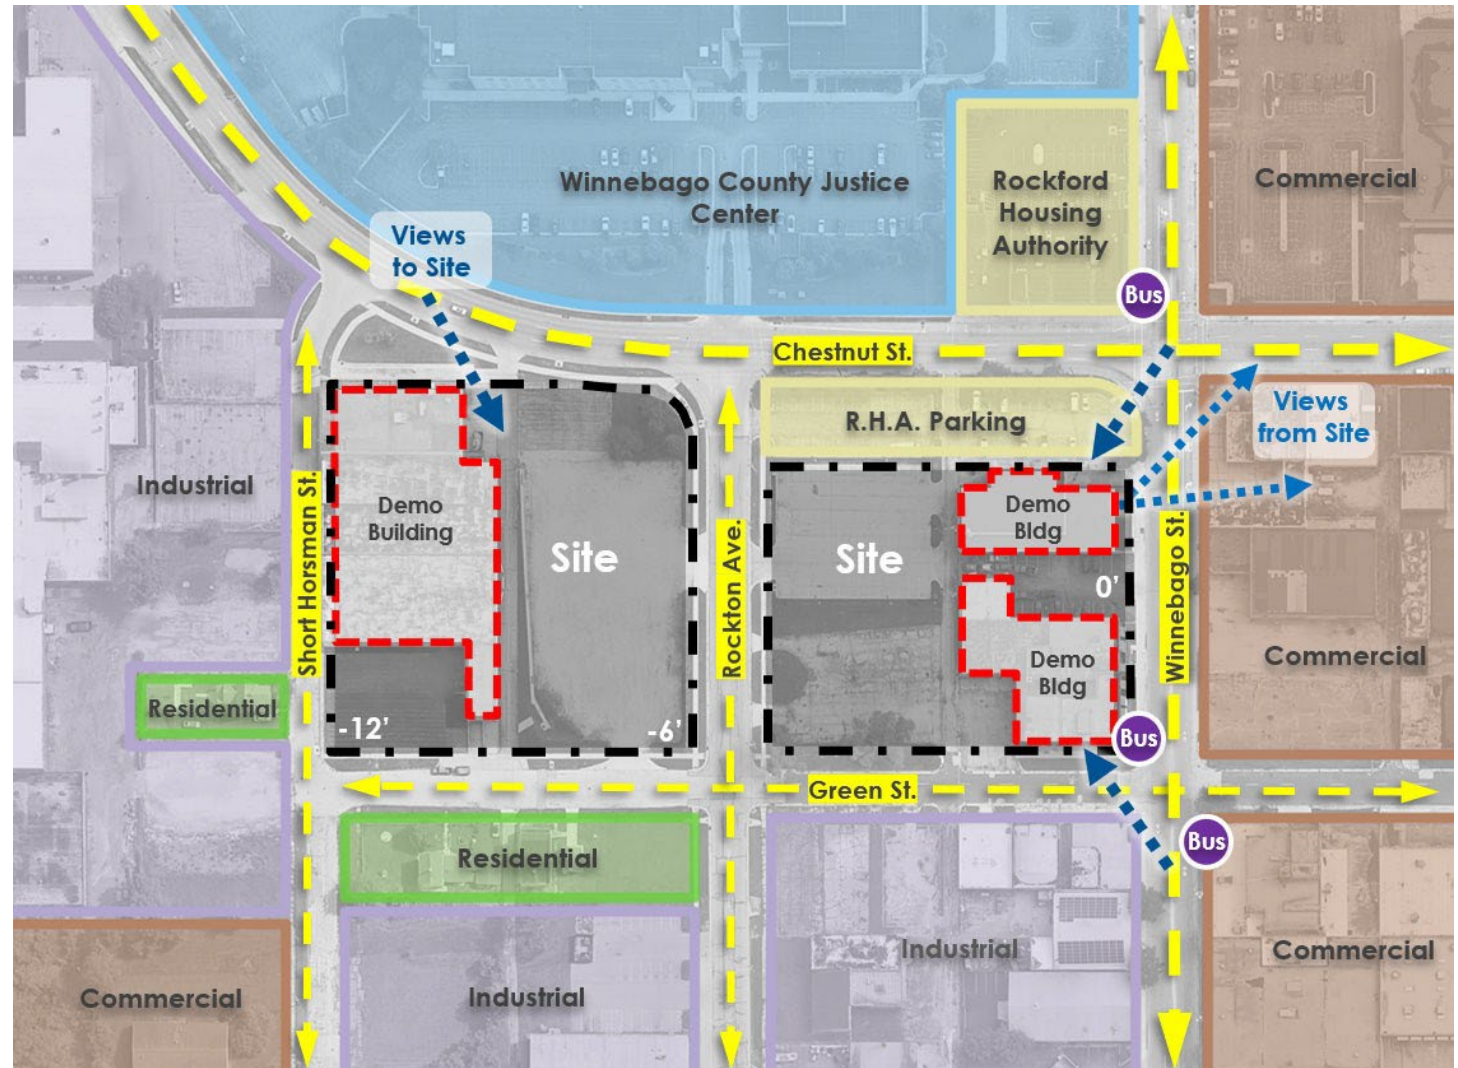 Winnebago County Justice
Center
Rockford
Housing
Authority
Commercial
Views
to Site
Bus
Chestnut St.
R.H.A. Parking
Views
from Site
Industrial
Short Horsman St.
Demo
Building
Site
Rockton Ave.
Site
Demo
Bldg
0'
Winnebago St.
Demo
Bldg
Commercial
Residential
-12'
-6'
Bus
Green St.
Bus
Residential
Industrial
Commercial
Commercial
Industrial